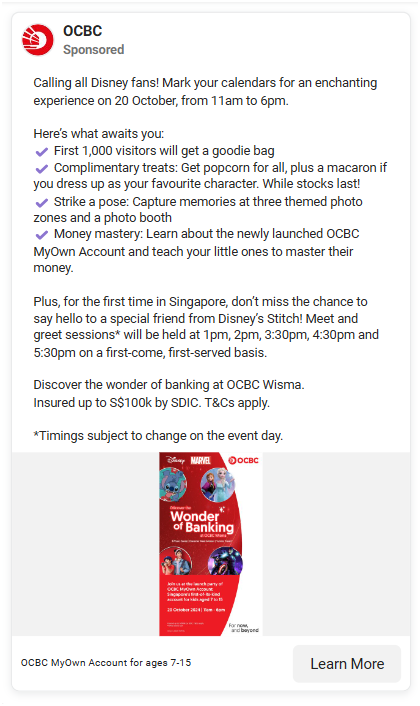 OCBC
Sponsored
Calling all Disney fans! Mark your calendars for an enchanting
experience on 20 October, from 11am to 6pm.
Here's what awaits you:
First 1,000 visitors will get a goodie bag
Complimentary treats: Get popcorn for all, plus a macaron if
you dress up as your favourite character. While stocks last!
Strike a pose: Capture memories at three themed photo
zones and a photo booth
Money mastery: Learn about the newly launched OCBC
MyOwn Account and teach your little ones to master their
money.
Plus, for the first time in Singapore, don't miss the chance to
say hello to a special friend from Disney's Stitch! Meet and
greet sessions* will be held at 1pm, 2pm, 3:30pm, 4:30pm and
5:30pm on a first-come, first-served basis.
Discover the wonder of banking at OCBC Wisma.
Insured up to S$100k by SDIC. T&Cs apply.
*Timings subject to change on the event day.
Disney MARVEL OCBC
Discover the
Wonder
of Banking
at OCBC Wisma
Join us at the launch party of
OCBC MyOwn Account,
Singapore's first-of-its-kind
account for kids aged 7 to 15
20 October 2024 | 11am - 6pm
For now,
and beyond
OCBC MyOwn Account for ages 7-15
Learn More